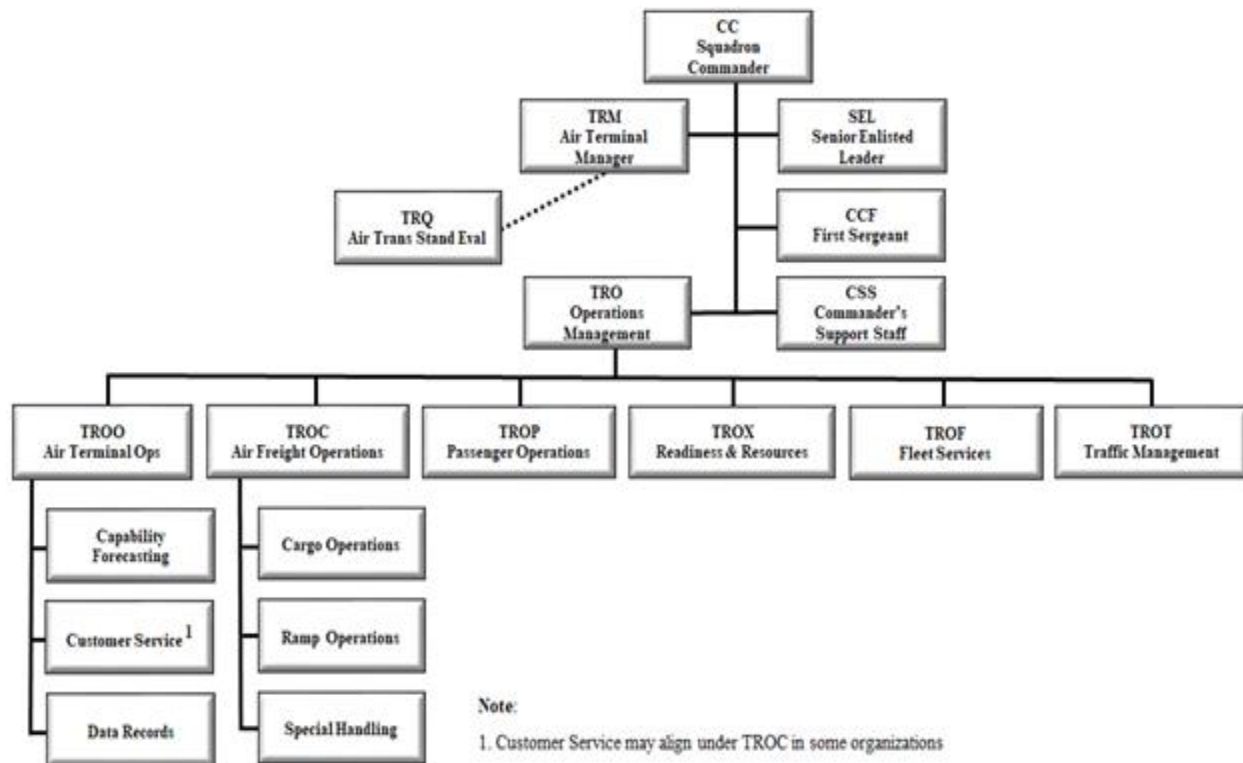 CC
Squadron
Commander
TRM
Air Terminal
Manager
SEL
Senior Enlisted
Leader
TRQ
Air Trans Stand Eval
CCF
First Sergeant
TRO
Operations
Management
CSS
Commander's
Support Staff
TROO
Air Terminal Ops
TROC
Air Freight Operations
TROP
Passenger Operations
TROX
Readiness & Resources
TROF
Fleet Services
TROT
Traffic Management
Capability
Forecasting
Cargo Operations
Customer Service 1
Ramp Operations
Data Records
Special Handling
Note:
1. Customer Service may align under TROC in some organizations